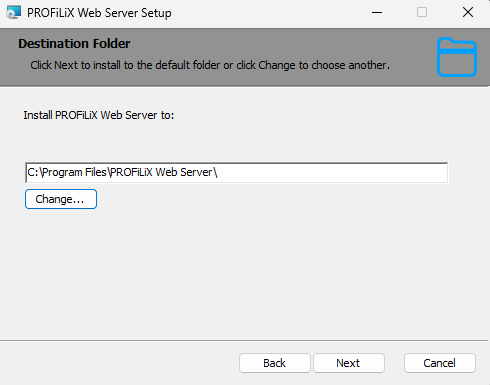 PROFiLiX Web Server Setup
Destination Folder
Click Next to install to the default folder or click Change to choose another.
Install PROFiLiX Web Server to:
C:\Program Files\PROFiLiX Web Server\
Change...
Back
Next
Cancel